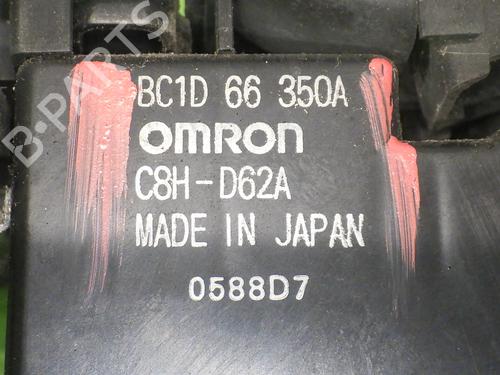 B-PARTS
BC1D 66 350A
OMRON
C8H-D62A
MADE IN JAPAN
0588D7